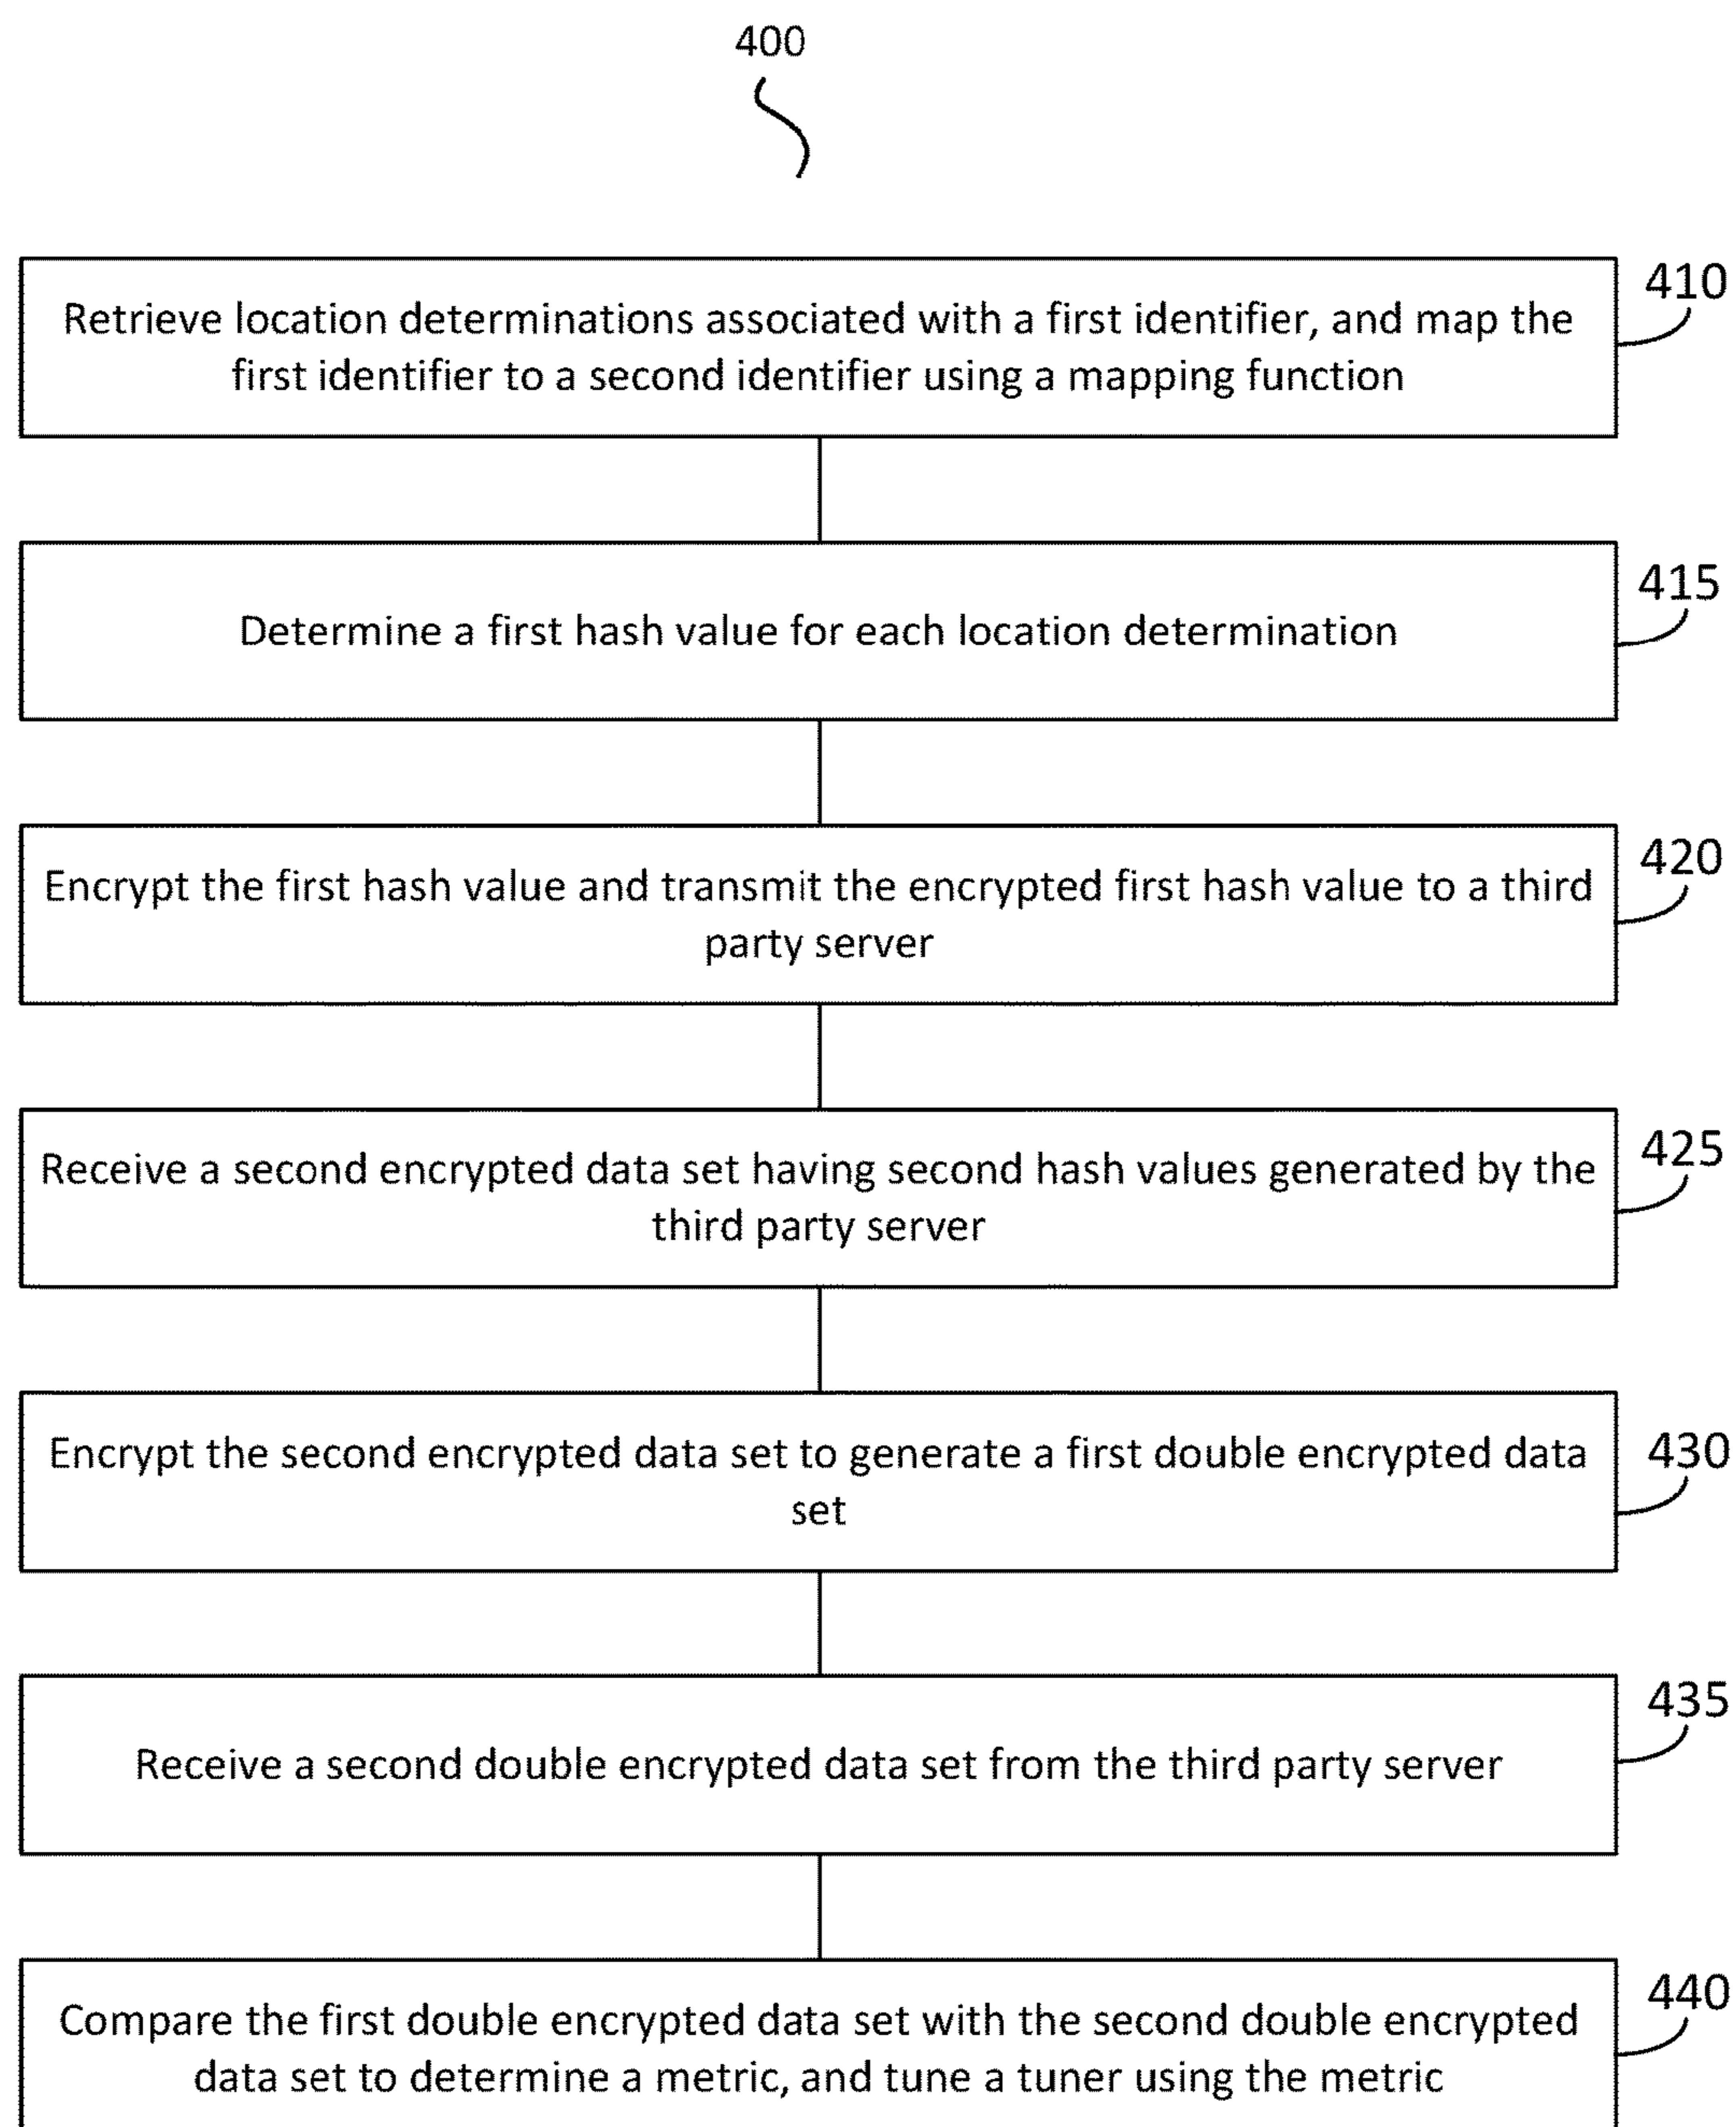 400
Retrieve location determinations associated with a first identifier, and map the
first identifier to a second identifier using a mapping function
410
Determine a first hash value for each location determination
415
Encrypt the first hash value and transmit the encrypted first hash value to a third
party server
420
Receive a second encrypted data set having second hash values generated by the
third party server
425
Encrypt the second encrypted data set to generate a first double encrypted data
set
430
Receive a second double encrypted data set from the third party server
435
Compare the first double encrypted data set with the second double encrypted
data set to determine a metric, and tune a tuner using the metric
440